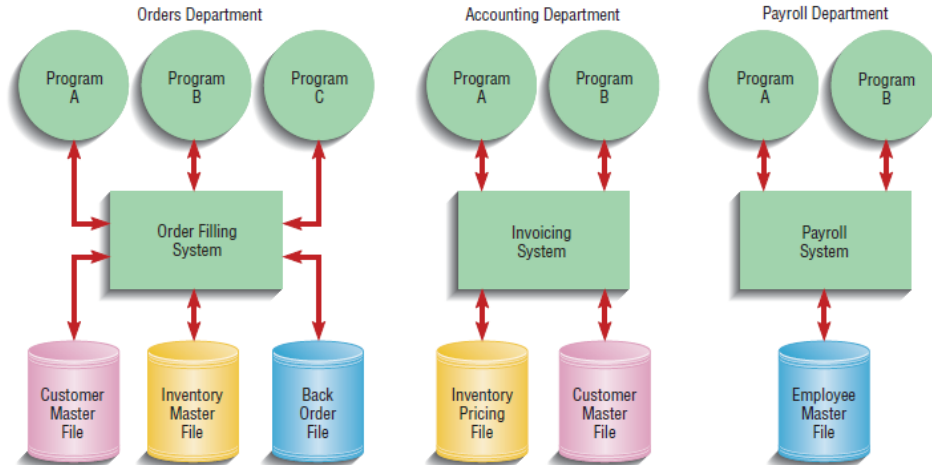 Orders Department
Accounting Department
Payroll Department
Program
A
Program
B
Program
C
Program
A
Program
B
Program
A
Program
B
Order Filling
System
Invoicing
System
Payroll
System
Customer
Master
File
Inventory
Master
File
Back
Order
File
Inventory
Pricing
File
Customer
Master
File
Employee
Master
File